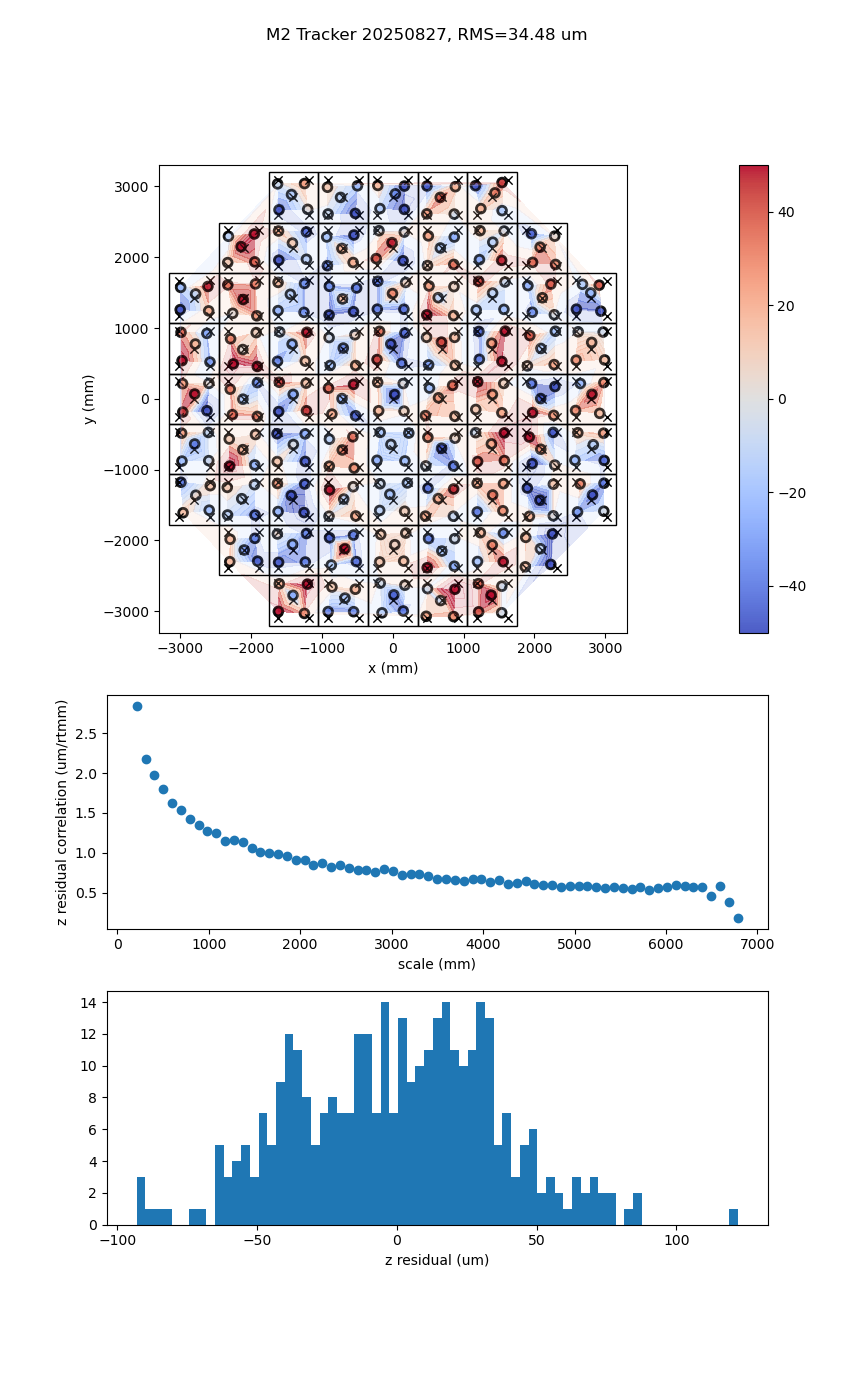 M2 Tracker 20250827, RMS=34.48 um
3000
2000
1000
0
−1000
−2000
−3000
y (mm)
−3000 −2000 −1000 0 1000 2000 3000
x (mm)
40
20
0
−20
−40
2.5
2.0
1.5
1.0
0.5
z residual correlation (um/rtmm)
0 1000 2000 3000 4000 5000 6000 7000
scale (mm)
14
12
10
8
6
4
2
0
−100 −50 0 50 100
z residual (um)